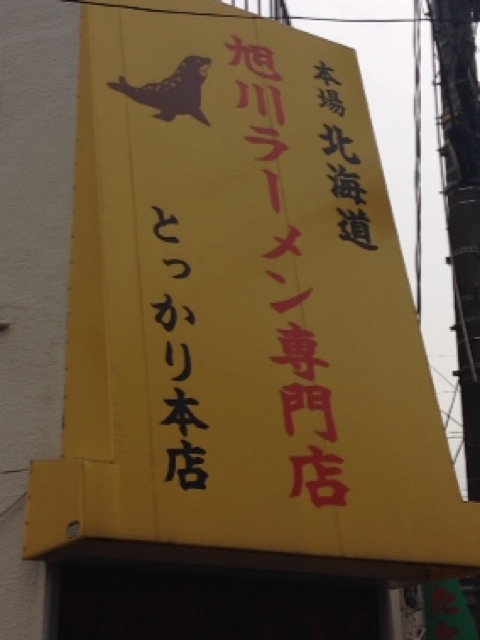 本場 北海道
旭川ラーメン専門店
とっかり本店